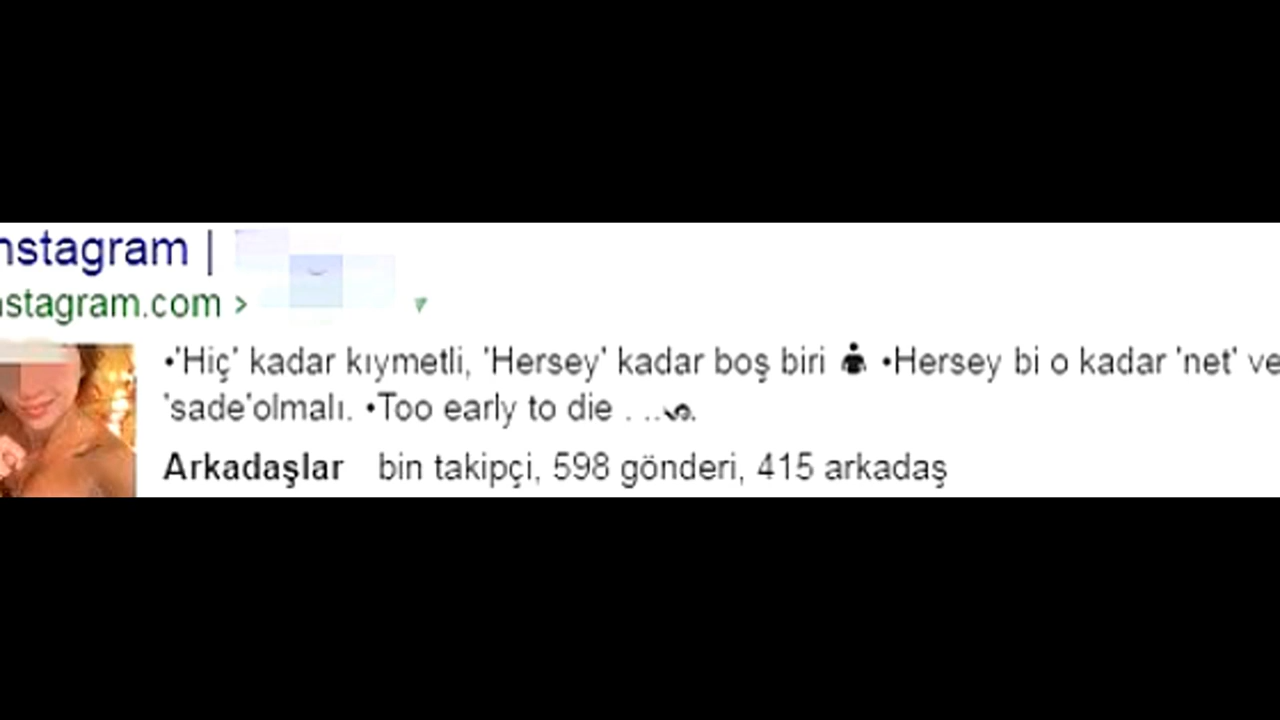 nstagram |
nstagram.com >
•'Hiç' kadar kıymetli, 'Hersey' kadar boş biri •Hersey bi o kadar 'net' ve
'sade'olmalı. •Too early to die . ...
Arkadaşlar bin takipçi, 598 gönderi, 415 arkadaş